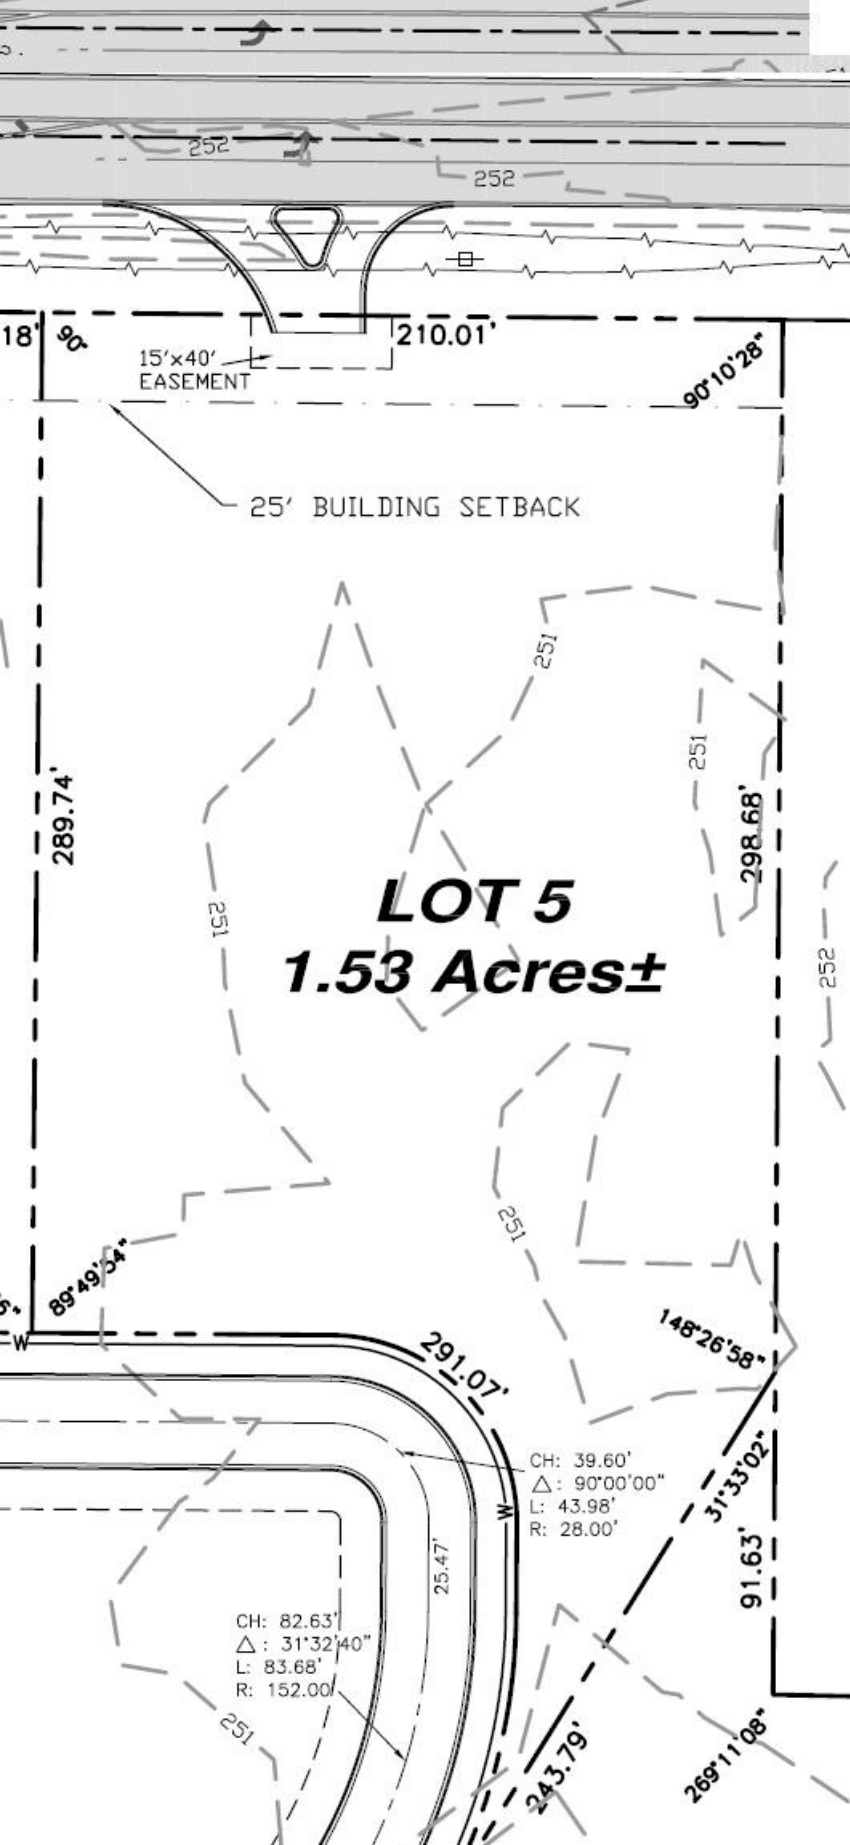 252
252
18'
90°
210.01'
15'x40'
EASEMENT
90°10'28"
25' BUILDING SETBACK
251
251
289.74'
298.68'
LOT 5
1.53 Acres±
251
252
251
89°49'54"
6"
148°26'58"
W
291.07'
CH: 39.60'
△: 90°00'00"
L: 43.98'
R: 28.00'
W
31°33'02"
91.63'
25.47'
CH: 82.63'
△: 31°32'40"
L: 83.68'
R: 152.00'
251
243.79'
269°11'08"